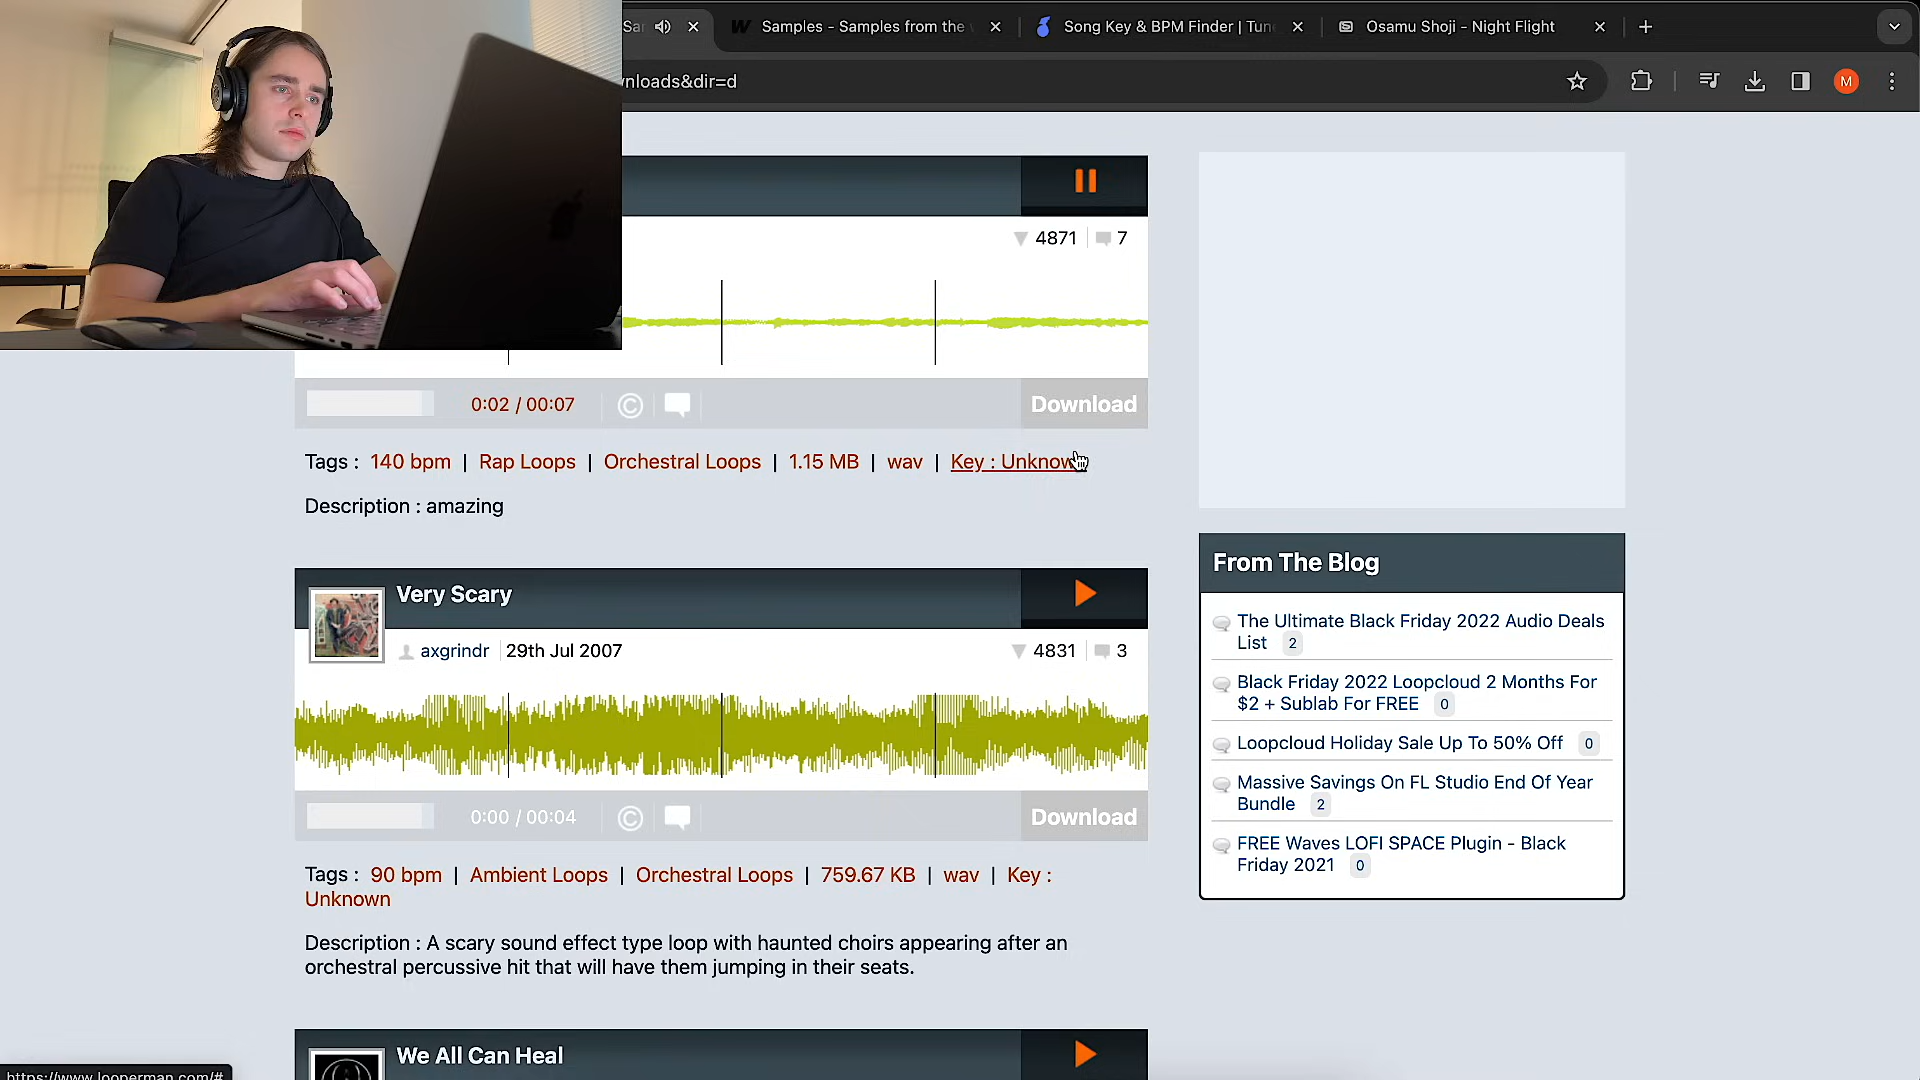 Sar
Samples - Samples from the
Song Key & BPM Finder | Tun
Osamu Shoji - Night Flight
nloads&dir=d
M
4871
7
0:02 / 00:07
Download
Tags : 140 bpm | Rap Loops | Orchestral Loops | 1.15 MB | wav | Key : Unknown
Description : amazing
Very Scary
axgrindr
29th Jul 2007
4831
3
0:00 / 00:04
Download
Tags : 90 bpm | Ambient Loops | Orchestral Loops | 759.67 KB | wav | Key :
Unknown
Description : A scary sound effect type loop with haunted choirs appearing after an
orchestral percussive hit that will have them jumping in their seats.
We All Can Heal
From The Blog
The Ultimate Black Friday 2022 Audio Deals
List 2
Black Friday 2022 Loopcloud 2 Months For
$2 + Sublab For FREE 0
Loopcloud Holiday Sale Up To 50% Off 0
Massive Savings On FL Studio End Of Year
Bundle 2
FREE Waves LOFI SPACE Plugin - Black
Friday 2021 0
https://www.looperman.com/#